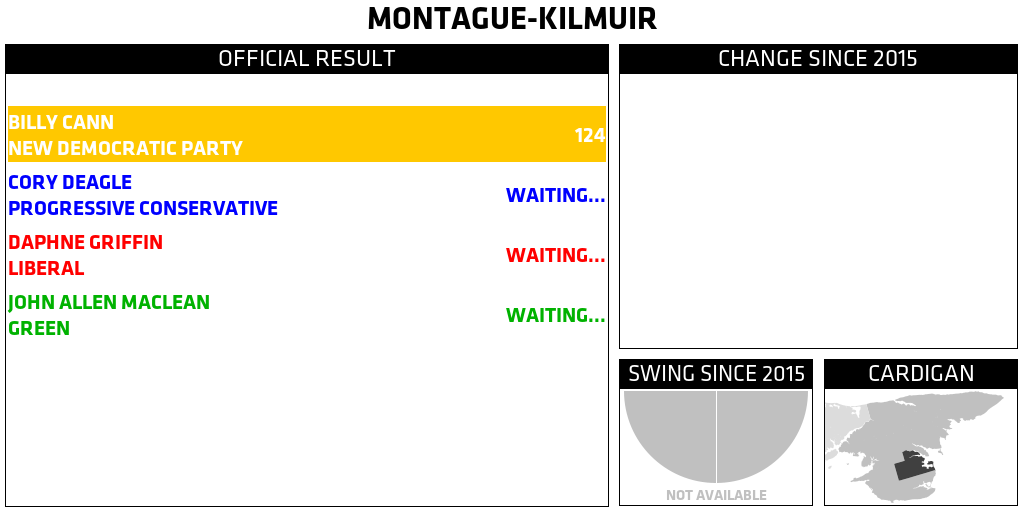 MONTAGUE-KILMUIR
OFFICIAL RESULT
BILLY CANN
NEW DEMOCRATIC PARTY
124
CORY DEAGLE
PROGRESSIVE CONSERVATIVE
WAITING...
DAPHNE GRIFFIN
LIBERAL
WAITING...
JOHN ALLEN MACLEAN
GREEN
WAITING...
CHANGE SINCE 2015
SWING SINCE 2015
NOT AVAILABLE
CARDIGAN